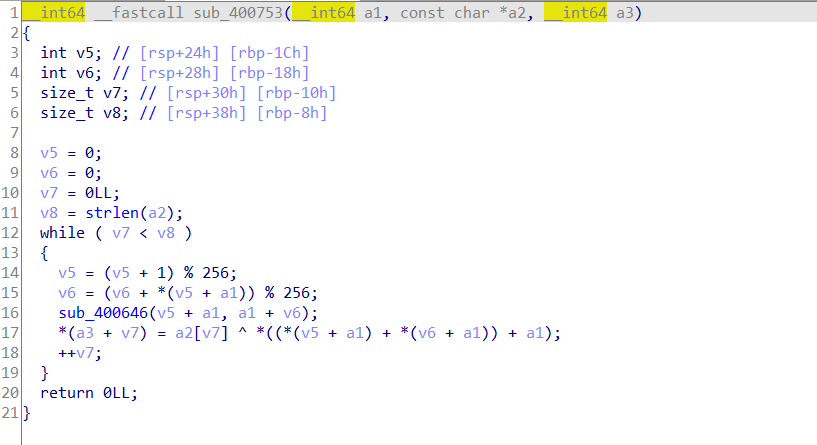 1 __int64 __fastcall sub_400753(__int64 a1, const char *a2, __int64 a3)
2 {
3   int v5; // [rsp+24h] [rbp-1Ch]
4   int v6; // [rsp+28h] [rbp-18h]
5   size_t v7; // [rsp+30h] [rbp-10h]
6   size_t v8; // [rsp+38h] [rbp-8h]
7
8   v5 = 0;
9   v6 = 0;
10   v7 = 0LL;
11   v8 = strlen(a2);
12   while ( v7 < v8 )
13   {
14     v5 = (v5 + 1) % 256;
15     v6 = (v6 + *(v5 + a1)) % 256;
16     sub_400646(v5 + a1, a1 + v6);
17     *(a3 + v7) = a2[v7] ^ *((*(v5 + a1) + *(v6 + a1)) + a1);
18     ++v7;
19   }
20   return 0LL;
21 }